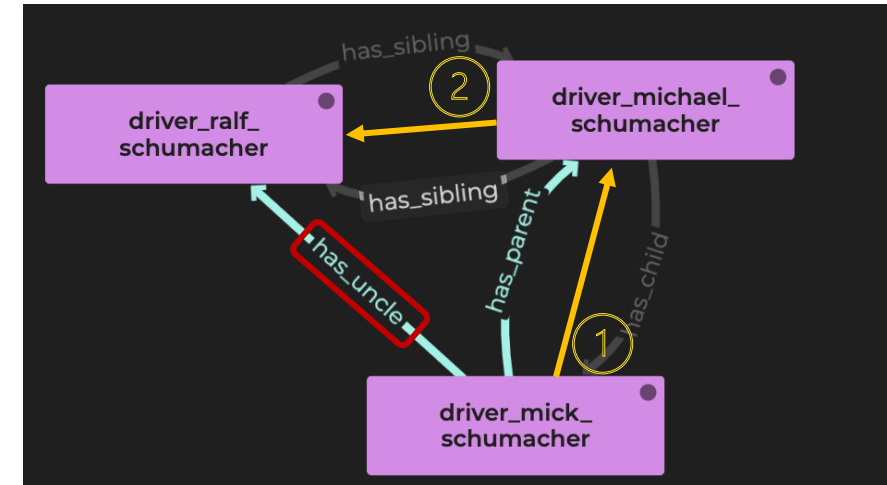 has_sibling
2
driver_ralf_
schumacher
driver_michael_
schumacher
has_sibling
has_uncle
has_parent
has_child
1
driver_mick_
schumacher